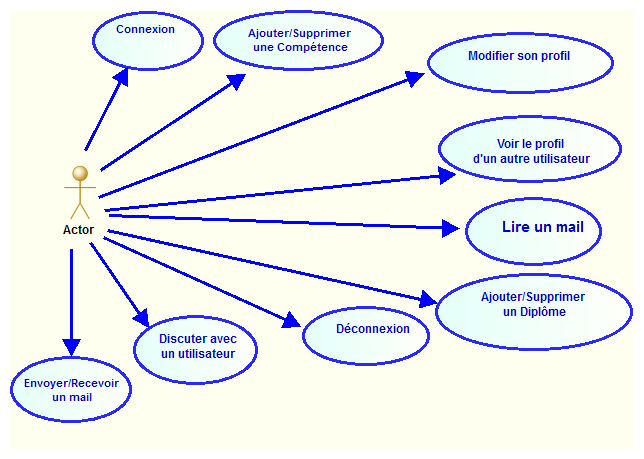 Connexion
Ajouter/Supprimer
une Compétence
Modifier son profil
Voir le profil
d'un autre utilisateur
Actor
Lire un mail
Ajouter/Supprimer
un Diplôme
Déconnexion
Discuter avec
un utilisateur
Envoyer/Recevoir
un mail